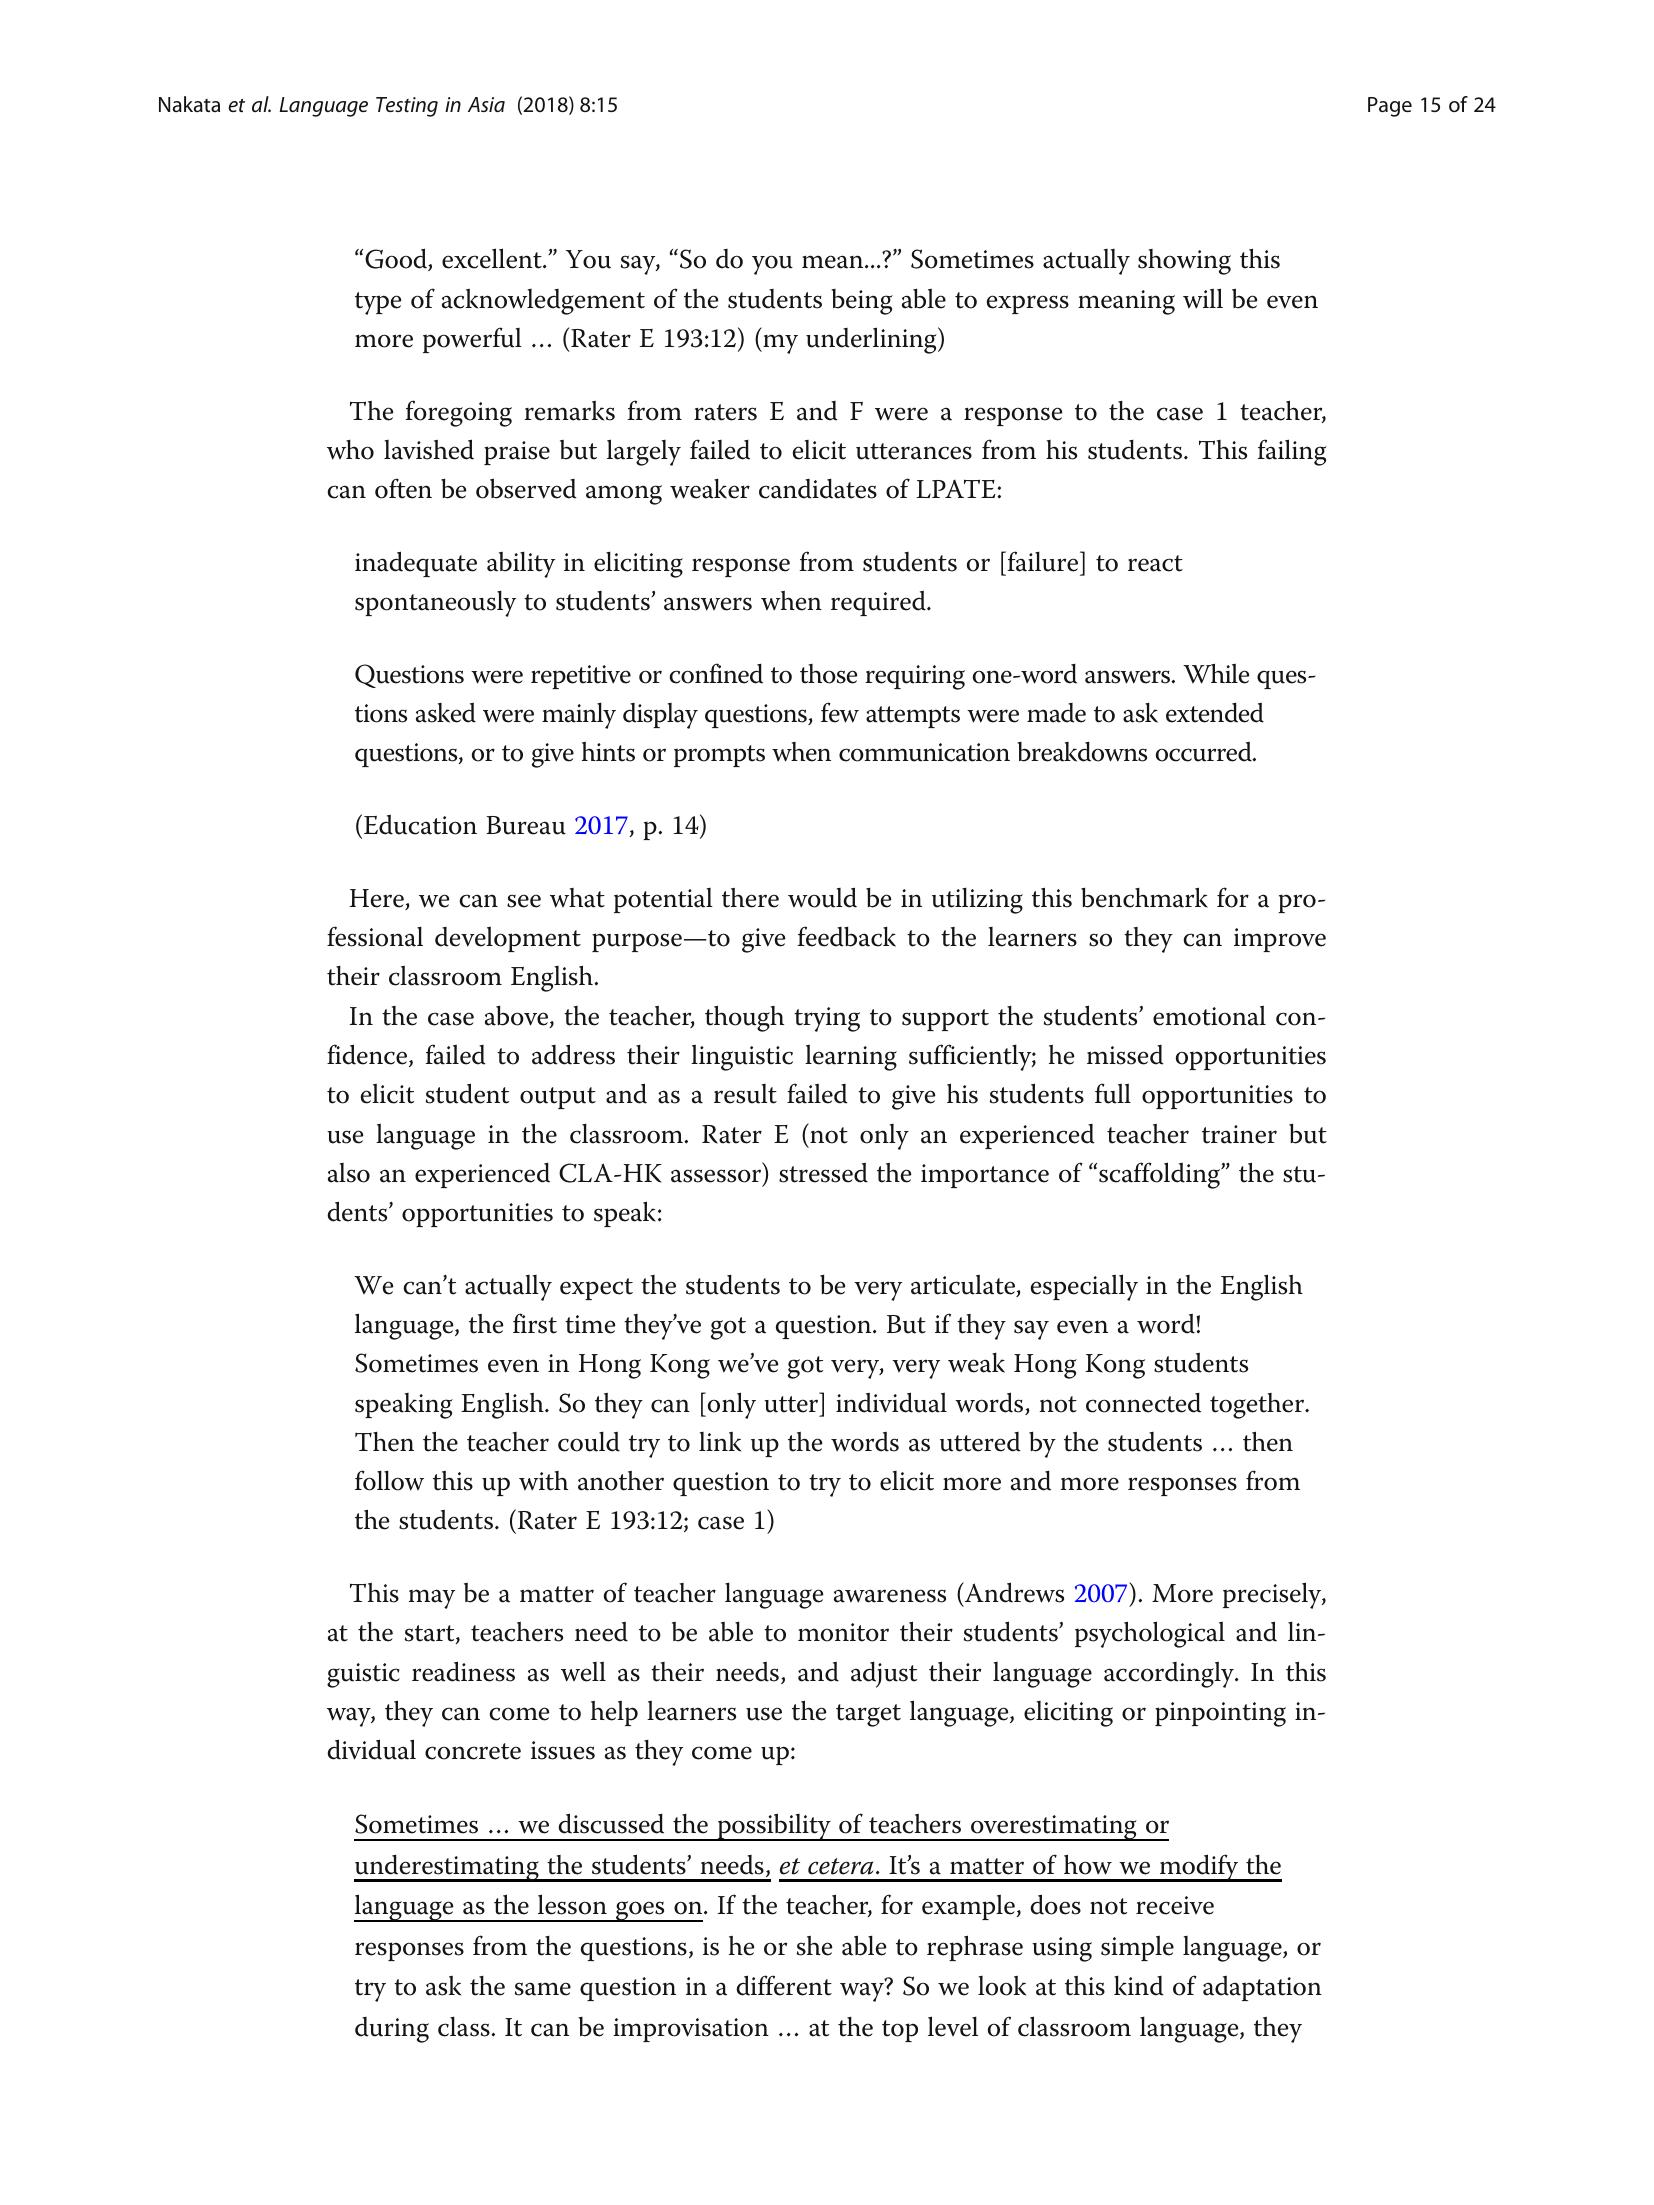 Nakata et al. Language Testing in Asia (2018) 8:15
Page 15 of 24
“Good, excellent.” You say, “So do you mean...?” Sometimes actually showing this
type of acknowledgement of the students being able to express meaning will be even
more powerful … (Rater E 193:12) (my underlining)
The foregoing remarks from raters E and F were a response to the case 1 teacher,
who lavished praise but largely failed to elicit utterances from his students. This failing
can often be observed among weaker candidates of LPATE:
inadequate ability in eliciting response from students or [failure] to react
spontaneously to students’ answers when required.
Questions were repetitive or confined to those requiring one-word answers. While ques-
tions asked were mainly display questions, few attempts were made to ask extended
questions, or to give hints or prompts when communication breakdowns occurred.
(Education Bureau 2017, p. 14)
Here, we can see what potential there would be in utilizing this benchmark for a pro-
fessional development purpose—to give feedback to the learners so they can improve
their classroom English.
In the case above, the teacher, though trying to support the students’ emotional con-
fidence, failed to address their linguistic learning sufficiently; he missed opportunities
to elicit student output and as a result failed to give his students full opportunities to
use language in the classroom. Rater E (not only an experienced teacher trainer but
also an experienced CLA-HK assessor) stressed the importance of “scaffolding” the stu-
dents’ opportunities to speak:
We can’t actually expect the students to be very articulate, especially in the English
language, the first time they’ve got a question. But if they say even a word!
Sometimes even in Hong Kong we’ve got very, very weak Hong Kong students
speaking English. So they can [only utter] individual words, not connected together.
Then the teacher could try to link up the words as uttered by the students … then
follow this up with another question to try to elicit more and more responses from
the students. (Rater E 193:12; case 1)
This may be a matter of teacher language awareness (Andrews 2007). More precisely,
at the start, teachers need to be able to monitor their students’ psychological and lin-
guistic readiness as well as their needs, and adjust their language accordingly. In this
way, they can come to help learners use the target language, eliciting or pinpointing in-
dividual concrete issues as they come up:
Sometimes … we discussed the possibility of teachers overestimating or
underestimating the students’ needs, et cetera. It’s a matter of how we modify the
language as the lesson goes on. If the teacher, for example, does not receive
responses from the questions, is he or she able to rephrase using simple language, or
try to ask the same question in a different way? So we look at this kind of adaptation
during class. It can be improvisation … at the top level of classroom language, they